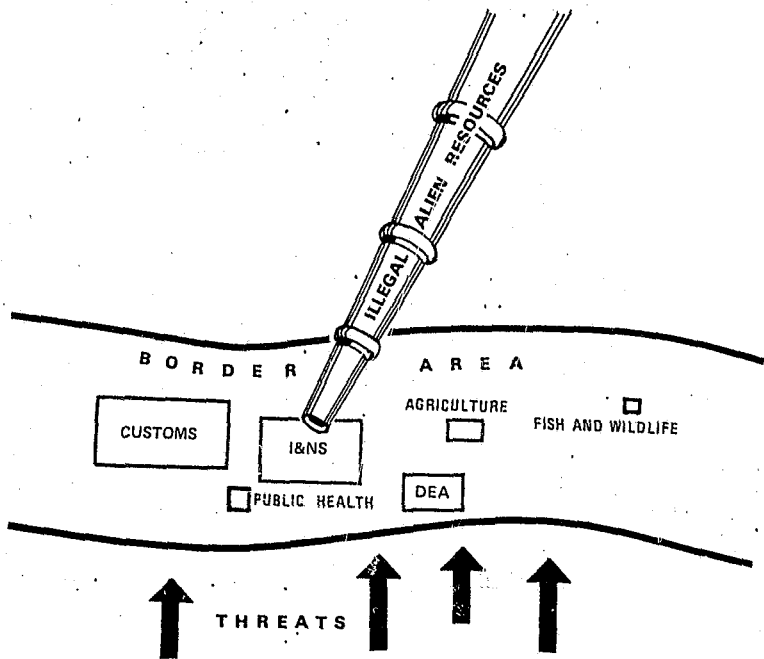 ILLEGAL ALIEN RESOURCES
BORDER AREA
CUSTOMS
I&NS
AGRICULTURE
FISH AND WILDLIFE
PUBLIC HEALTH
DEA
THREATS